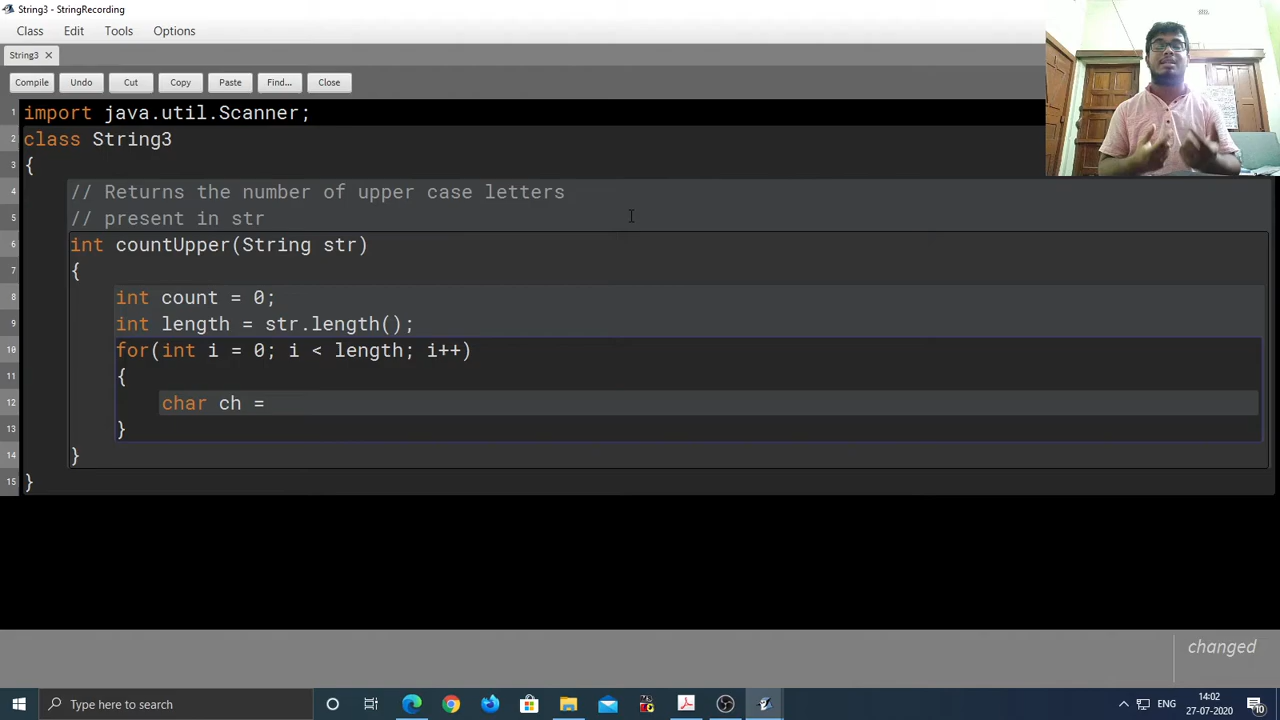 String3 - StringRecording
Class Edit Tools Options
String3 ×
Compile Undo Cut Copy Paste Find... Close
1 import java.util.Scanner;
2 class String3
3 {
4 // Returns the number of upper case letters
5 // present in str
6 int countUpper(String str)
7 {
8 int count = 0;
9 int length = str.length();
10 for(int i = 0; i < length; i++)
11 {
12 char ch =
13 }
14 }
15 }
changed
Type here to search
ENG
14:02
27-07-2020
10